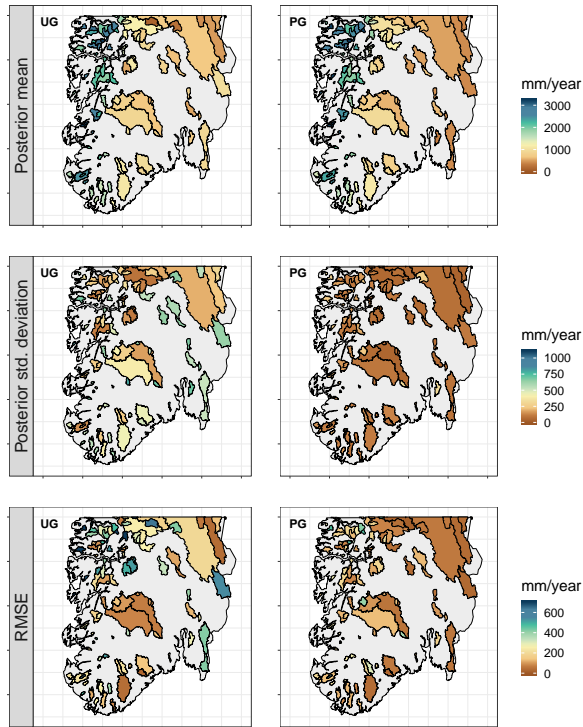 Posterior mean
UG
PG
mm/year
3000
2000
1000
0
Posterior std. deviation
UG
PG
mm/year
1000
750
500
250
0
RMSE
UG
PG
mm/year
600
400
200
0